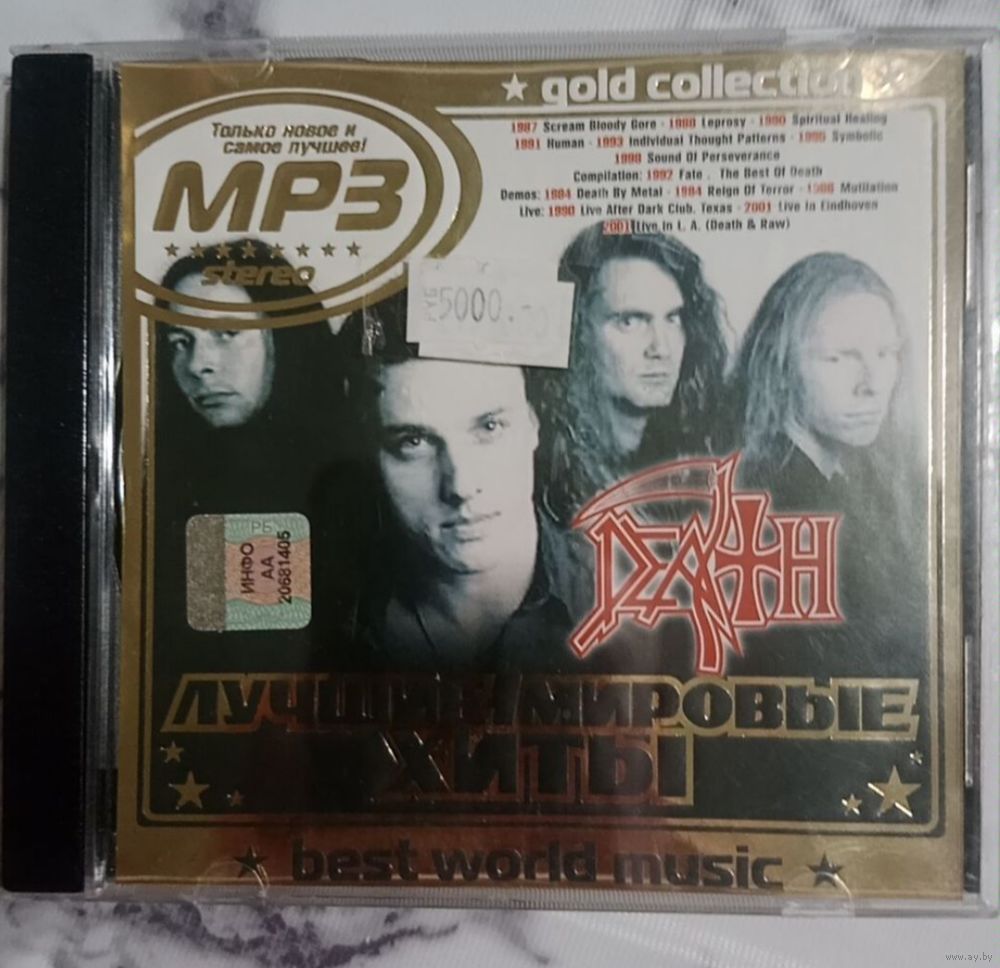 gold collection
Только новое и
самое лучшее!
MP3
stereo
1987 Scream Bloody Gore · 1988 Leprosy · 1990 Spiritual Healing
1991 Human · 1993 Individual Thought Patterns · 1995 Symbolic
1998 Sound Of Perseverance
Compilation: 1992 Fate . The Best Of Death
Demos: 1984 Death By Metal · 1984 Reign Of Terror · 1986 Mutilation
Live: 1990 Live After Dark Club, Texas · 2001 Live In Eindhoven
2001 Live In L. A. (Death & Raw)
5000.-
DEATH
РБ
ИНФО
АА
20681405
ЛУЧШИЕ МИРОВЫЕ
ХИТЫ
best world music
www.ay.by